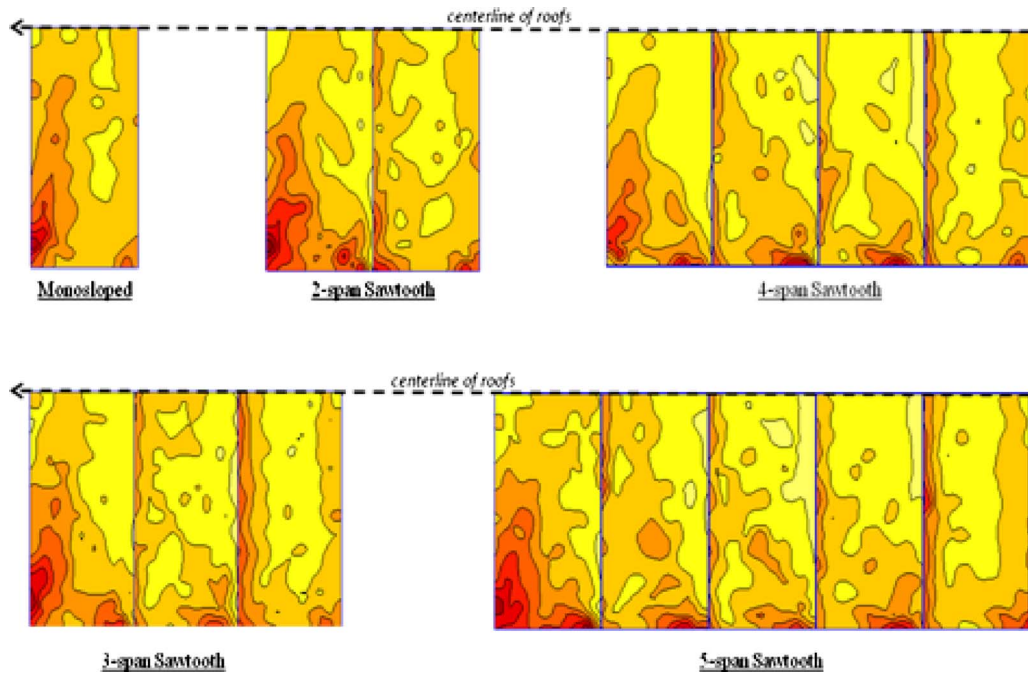 centerline of roofs
Monosloped
2-span Sawtooth
4-span Sawtooth
centerline of roofs
3-span Sawtooth
5-span Sawtooth